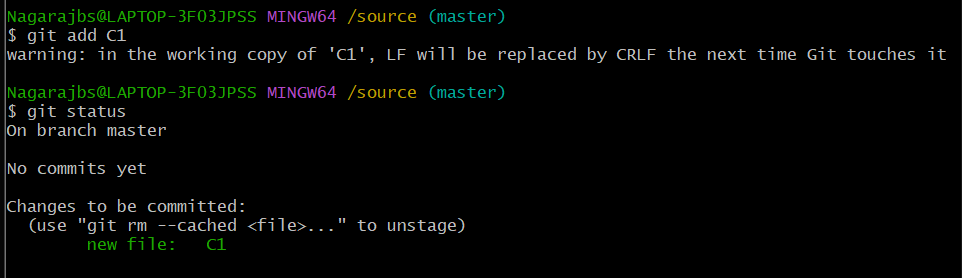 Nagarajbs@LAPTOP-3FO3JPSS MINGW64 /source (master)
$ git add C1
warning: in the working copy of 'C1', LF will be replaced by CRLF the next time Git touches it
Nagarajbs@LAPTOP-3FO3JPSS MINGW64 /source (master)
$ git status
On branch master
No commits yet
Changes to be committed:
  (use "git rm --cached <file>..." to unstage)
        new file:   C1